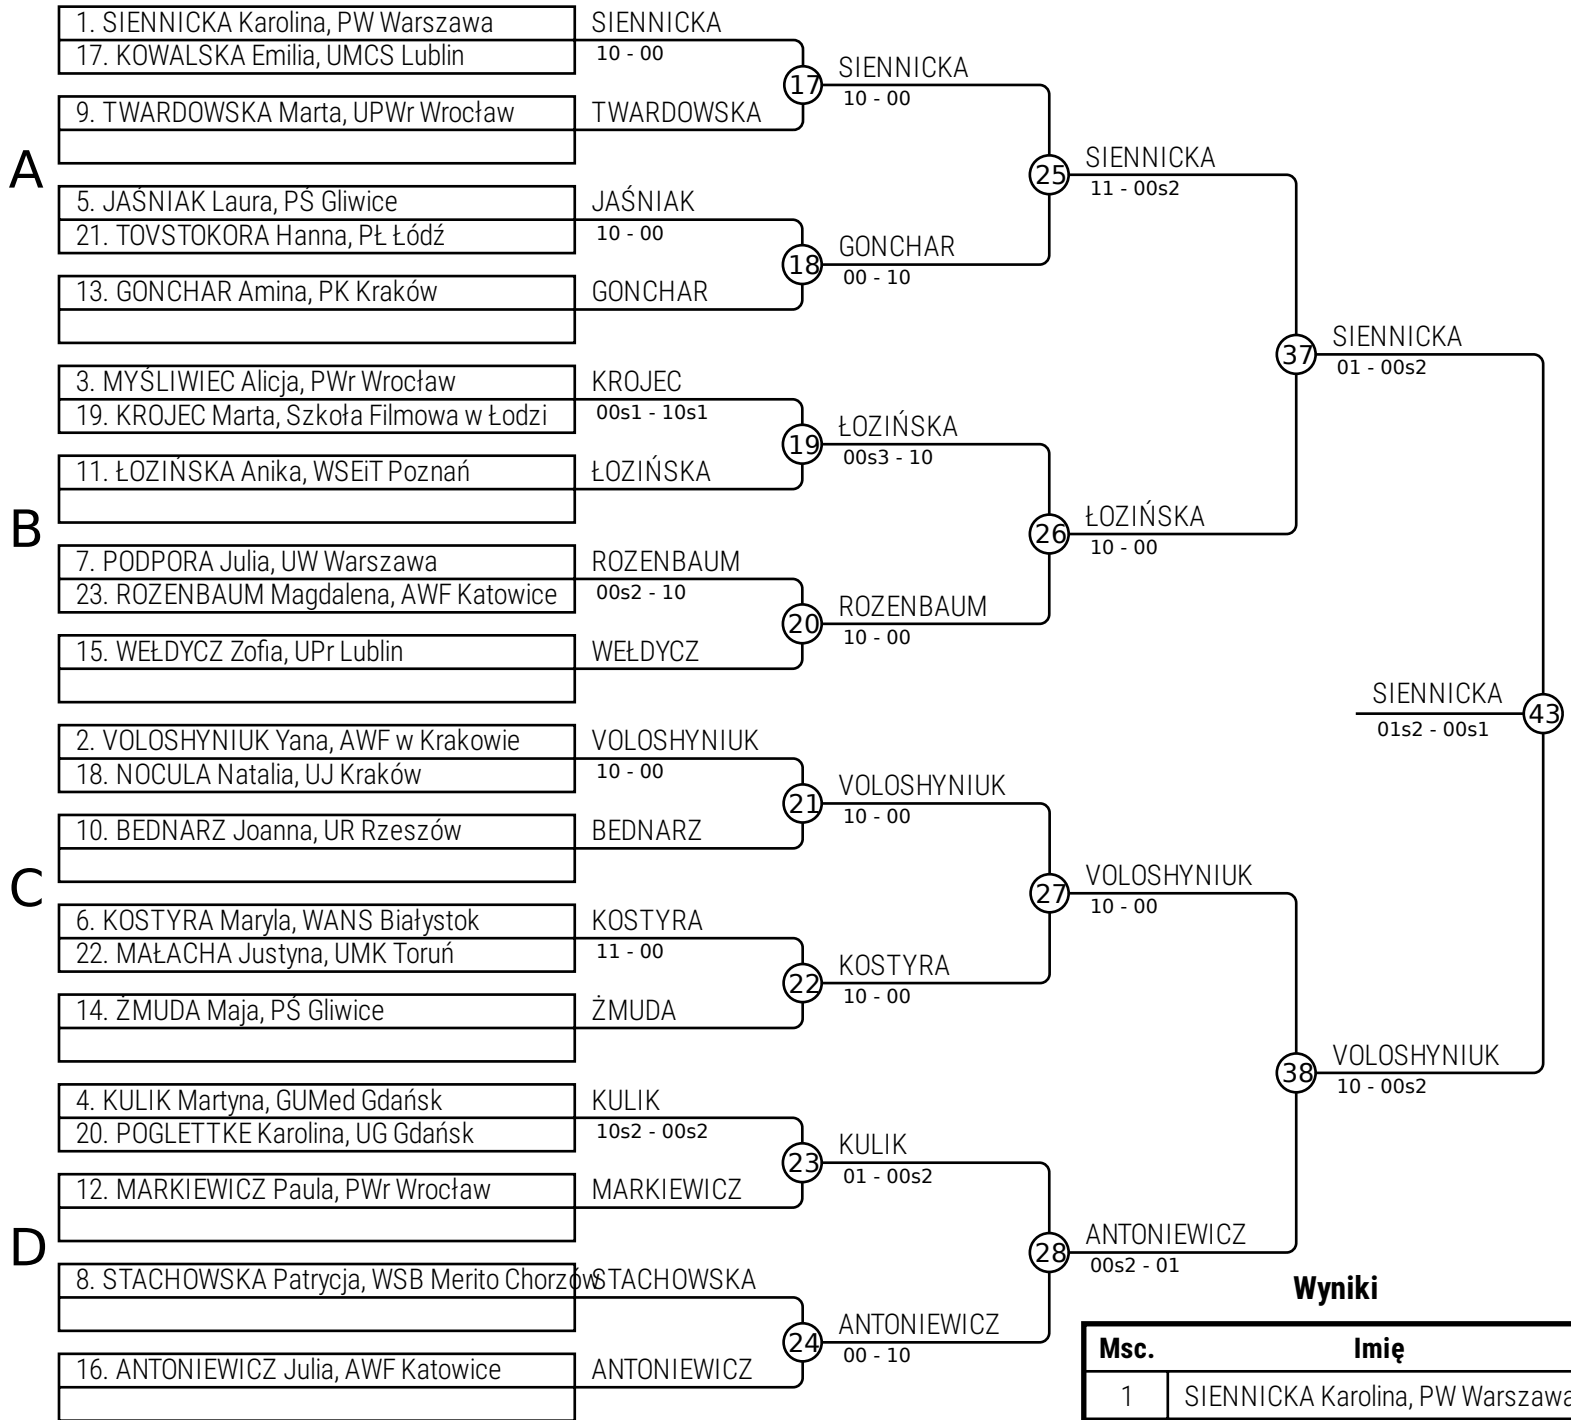 1. SIENNICKA Karolina, PW Warszawa
17. KOWALSKA Emilia, UMCS Lublin
9. TWARDOWSKA Marta, UPWr Wrocław
A
5. JAŚNIAK Laura, PŚ Gliwice
21. TOVSTOKORA Hanna, PŁ Łódź
13. GONCHAR Amina, PK Kraków
3. MYŚLIWIEC Alicja, PWr Wrocław
19. KROJEC Marta, Szkoła Filmowa w Łodzi
11. ŁOZIŃSKA Anika, WSEiT Poznań
B
7. PODPORA Julia, UW Warszawa
23. ROZENBAUM Magdalena, AWF Katowice
15. WEŁDYCZ Zofia, UPr Lublin
2. VOLOSHYNIUK Yana, AWF w Krakowie
18. NOCULA Natalia, UJ Kraków
10. BEDNARZ Joanna, UR Rzeszów
C
6. KOSTYRA Maryla, WANS Białystok
22. MAŁACHA Justyna, UMK Toruń
14. ŻMUDA Maja, PŚ Gliwice
4. KULIK Martyna, GUMed Gdańsk
20. POGLETTKE Karolina, UG Gdańsk
12. MARKIEWICZ Paula, PWr Wrocław
D
8. STACHOWSKA Patrycja, WSB Merito Chorzów
16. ANTONIEWICZ Julia, AWF Katowice
SIENNICKA
10 - 00
TWARDOWSKA
JAŚNIAK
10 - 00
GONCHAR
KROJEC
00s1 - 10s1
ŁOZIŃSKA
ROZENBAUM
00s2 - 10
WEŁDYCZ
VOLOSHYNIUK
10 - 00
BEDNARZ
KOSTYRA
11 - 00
ŻMUDA
KULIK
10s2 - 00s2
MARKIEWICZ
STACHOWSKA
ANTONIEWICZ
17
SIENNICKA
10 - 00
18
GONCHAR
00 - 10
19
ŁOZIŃSKA
00s3 - 10
20
ROZENBAUM
10 - 00
21
VOLOSHYNIUK
10 - 00
22
KOSTYRA
10 - 00
23
KULIK
01 - 00s2
24
ANTONIEWICZ
00 - 10
25
SIENNICKA
11 - 00s2
26
ŁOZIŃSKA
10 - 00
27
VOLOSHYNIUK
10 - 00
28
ANTONIEWICZ
00s2 - 01
37
SIENNICKA
01 - 00s2
38
VOLOSHYNIUK
10 - 00s2
SIENNICKA
43
01s2 - 00s1
Wyniki
Msc. Imię
1 SIENNICKA Karolina, PW Warszawa